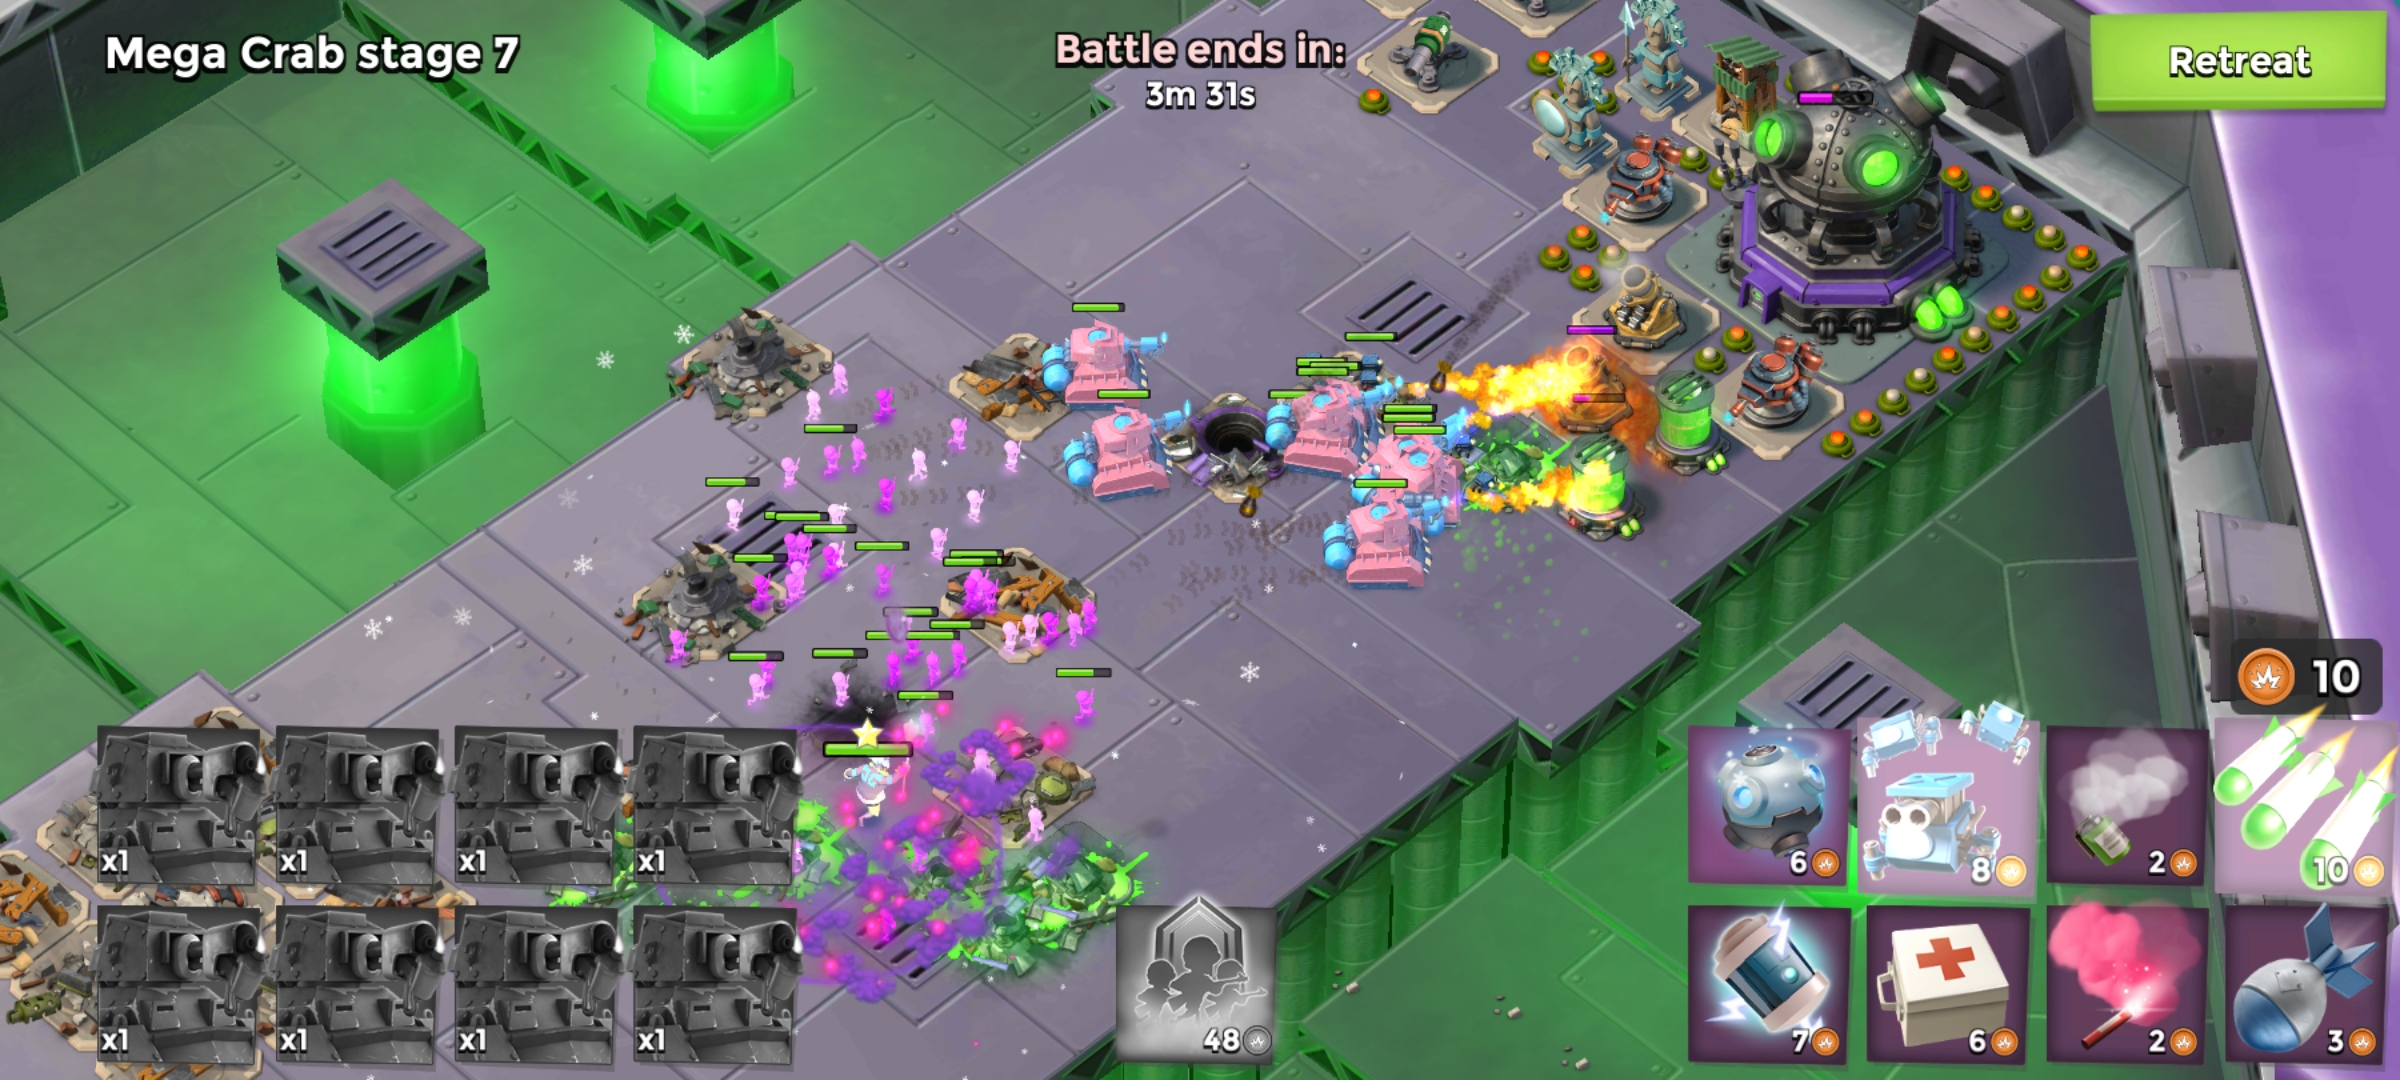 Mega Crab stage 7
Battle ends in:
3m 31s
Retreat
10
6
8
2
10
x1
x1
x1
x1
x1
x1
x1
x1
48
7
6
2
3